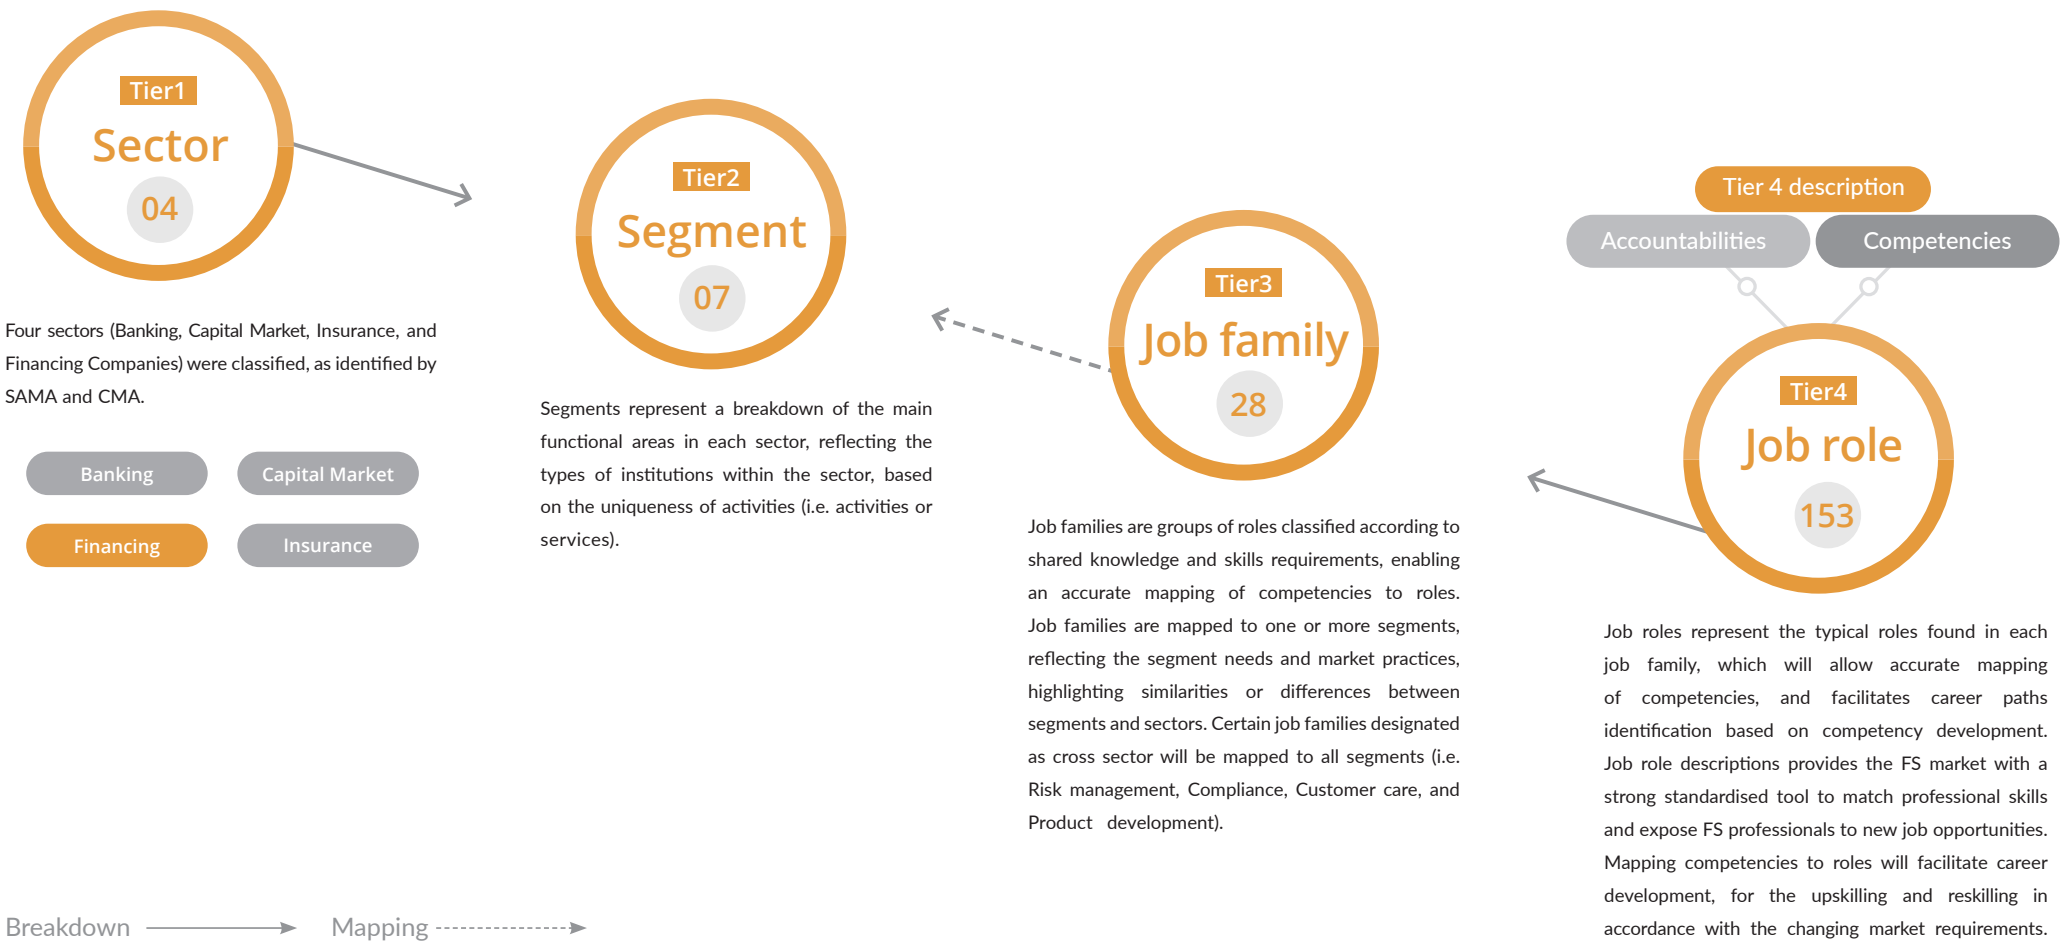 Tier1
Sector
04
Four sectors (Banking, Capital Market, Insurance, and
Financing Companies) were classified, as identified by
SAMA and CMA.
Banking
Capital Market
Financing
Insurance
Tier2
Segment
07
Segments represent a breakdown of the main
functional areas in each sector, reflecting the
types of institutions within the sector, based
on the uniqueness of activities (i.e. activities or
services).
Tier3
Job family
28
Job families are groups of roles classified according to
shared knowledge and skills requirements, enabling
an accurate mapping of competencies to roles.
Job families are mapped to one or more segments,
reflecting the segment needs and market practices,
highlighting similarities or differences between
segments and sectors. Certain job families designated
as cross sector will be mapped to all segments (i.e.
Risk management, Compliance, Customer care, and
Product development).
Tier 4 description
Accountabilities
Competencies
Tier4
Job role
153
Job roles represent the typical roles found in each
job family, which will allow accurate mapping
of competencies, and facilitates career paths
identification based on competency development.
Job role descriptions provides the FS market with a
strong standardised tool to match professional skills
and expose FS professionals to new job opportunities.
Mapping competencies to roles will facilitate career
development, for the upskilling and reskilling in
accordance with the changing market requirements.
Breakdown
Mapping